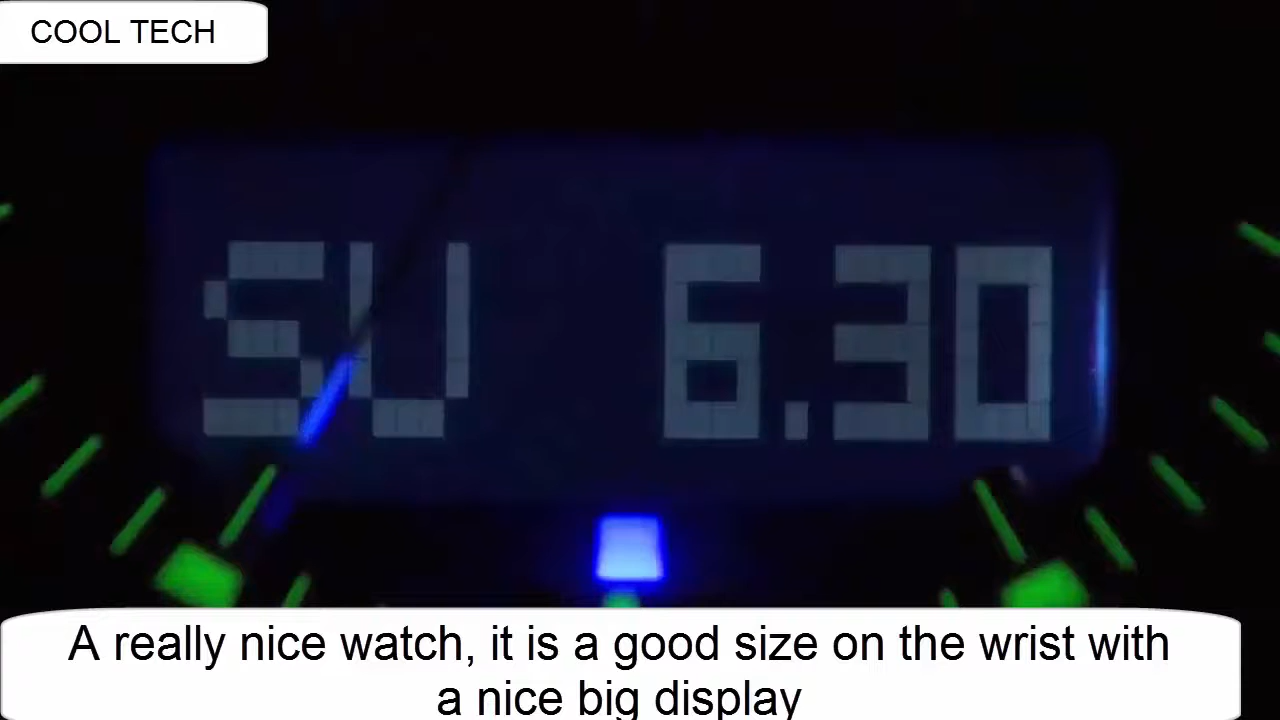 COOL TECH
SU 6.30
A really nice watch, it is a good size on the wrist with
a nice big display